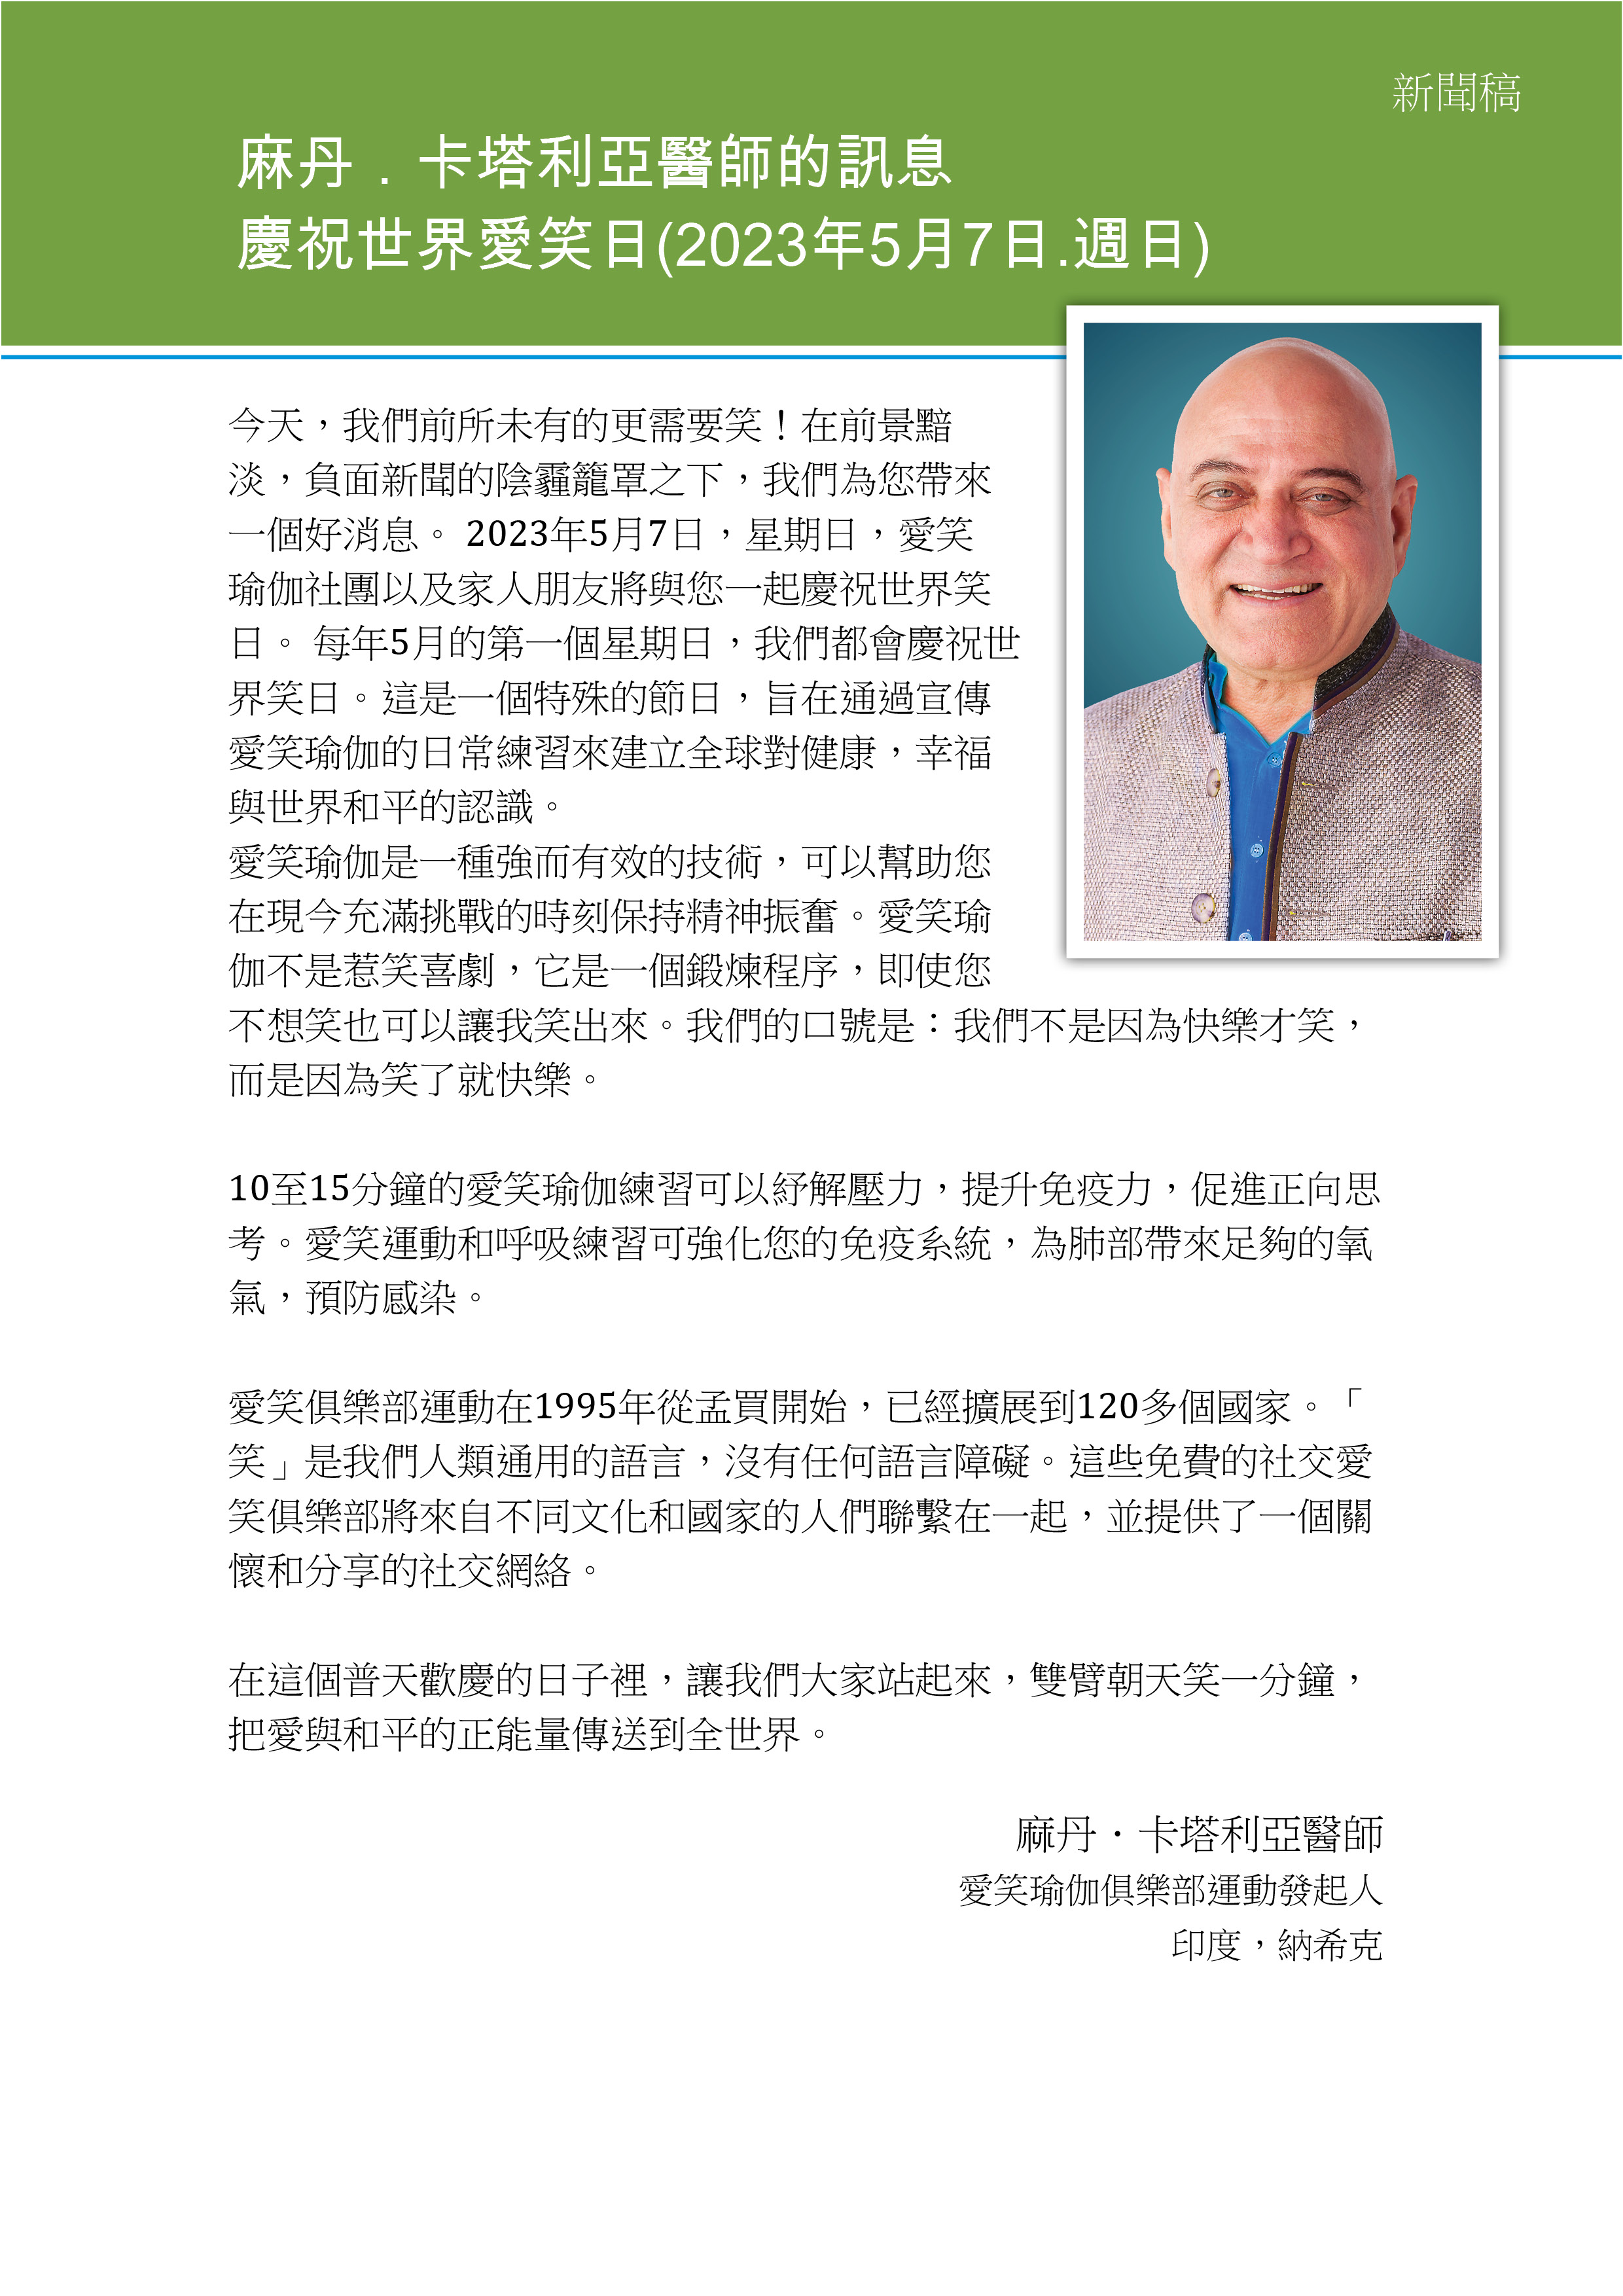 新聞稿
麻丹．卡塔利亞醫師的訊息
慶祝世界愛笑日(2023年5月7日.週日)
今天，我們前所未有的更需要笑！在前景黯
淡，負面新聞的陰霾籠罩之下，我們為您帶來
一個好消息。 2023年5月7日，星期日，愛笑
瑜伽社團以及家人朋友將與您一起慶祝世界笑
日。 每年5月的第一個星期日，我們都會慶祝世
界笑日。這是一個特殊的節日，旨在通過宣傳
愛笑瑜伽的日常練習來建立全球對健康，幸福
與世界和平的認識。
愛笑瑜伽是一種強而有效的技術，可以幫助您
在現今充滿挑戰的時刻保持精神振奮。愛笑瑜
伽不是惹笑喜劇，它是一個鍛煉程序，即使您
不想笑也可以讓我笑出來。我們的口號是：我們不是因為快樂才笑，
而是因為笑了就快樂。
10至15分鐘的愛笑瑜伽練習可以紓解壓力，提升免疫力，促進正向思
考。愛笑運動和呼吸練習可強化您的免疫系統，為肺部帶來足夠的氧
氣，預防感染。
愛笑俱樂部運動在1995年從孟買開始，已經擴展到120多個國家。「
笑」是我們人類通用的語言，沒有任何語言障礙。這些免費的社交愛
笑俱樂部將來自不同文化和國家的人們聯繫在一起，並提供了一個關
懷和分享的社交網絡。
在這個普天歡慶的日子裡，讓我們大家站起來，雙臂朝天笑一分鐘，
把愛與和平的正能量傳送到全世界。
麻丹．卡塔利亞醫師
愛笑瑜伽俱樂部運動發起人
印度，納希克